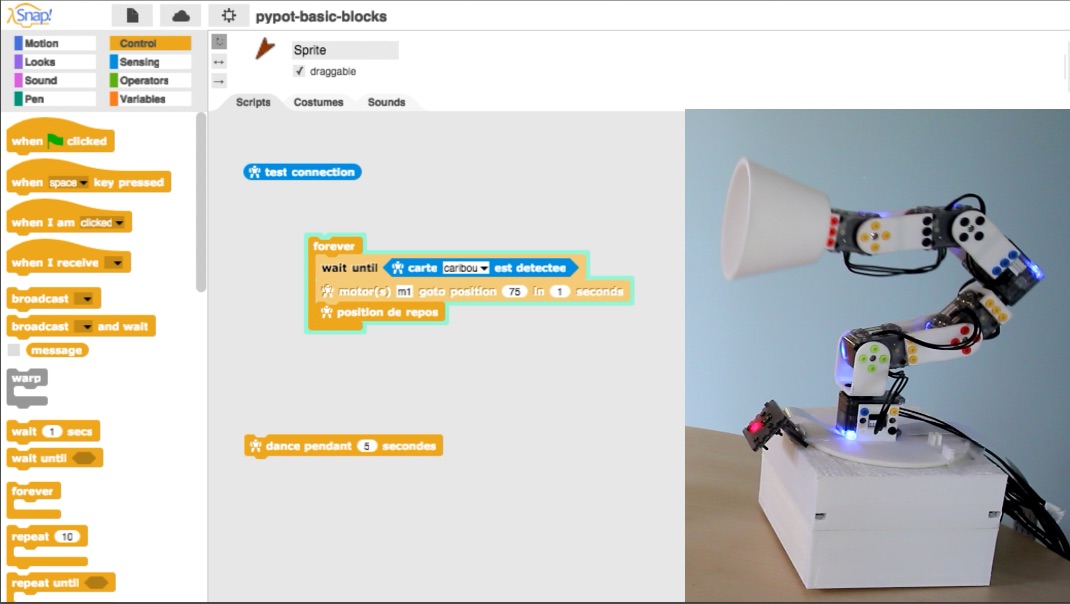 λSnap!
pypot-basic-blocks
Motion
Control
Looks
Sensing
Sound
Operators
Pen
Variables
Sprite
draggable
Scripts
Costumes
Sounds
when clicked
when space key pressed
when I am clicked
when I receive
broadcast
broadcast and wait
message
warp
wait 1 secs
wait until
forever
repeat 10
repeat until
test connection
forever
wait until carte caribou est detectee
motor(s) m1 goto position 75 in 1 seconds
position de repos
dance pendant 5 secondes